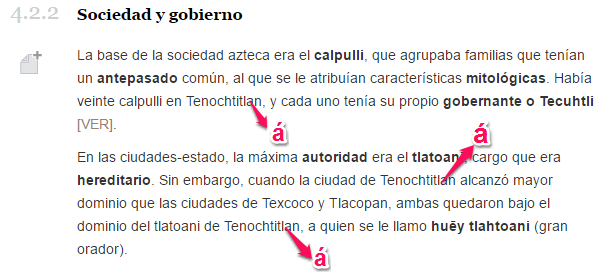 4.2.2 Sociedad y gobierno
La base de la sociedad azteca era el calpulli, que agrupaba familias que tenían
un antepasado común, al que se le atribuían características mitológicas. Había
veinte calpulli en Tenochtitlan, y cada uno tenía su propio gobernante o Tecuhtli
[VER].
á
á
En las ciudades-estado, la máxima autoridad era el tlatoani, cargo que era
hereditario. Sin embargo, cuando la ciudad de Tenochtitlan alcanzó mayor
dominio que las ciudades de Texcoco y Tlacopan, ambas quedaron bajo el
dominio del tlatoani de Tenochtitlan, a quien se le llamo huēy tlahtoani (gran
orador).
á